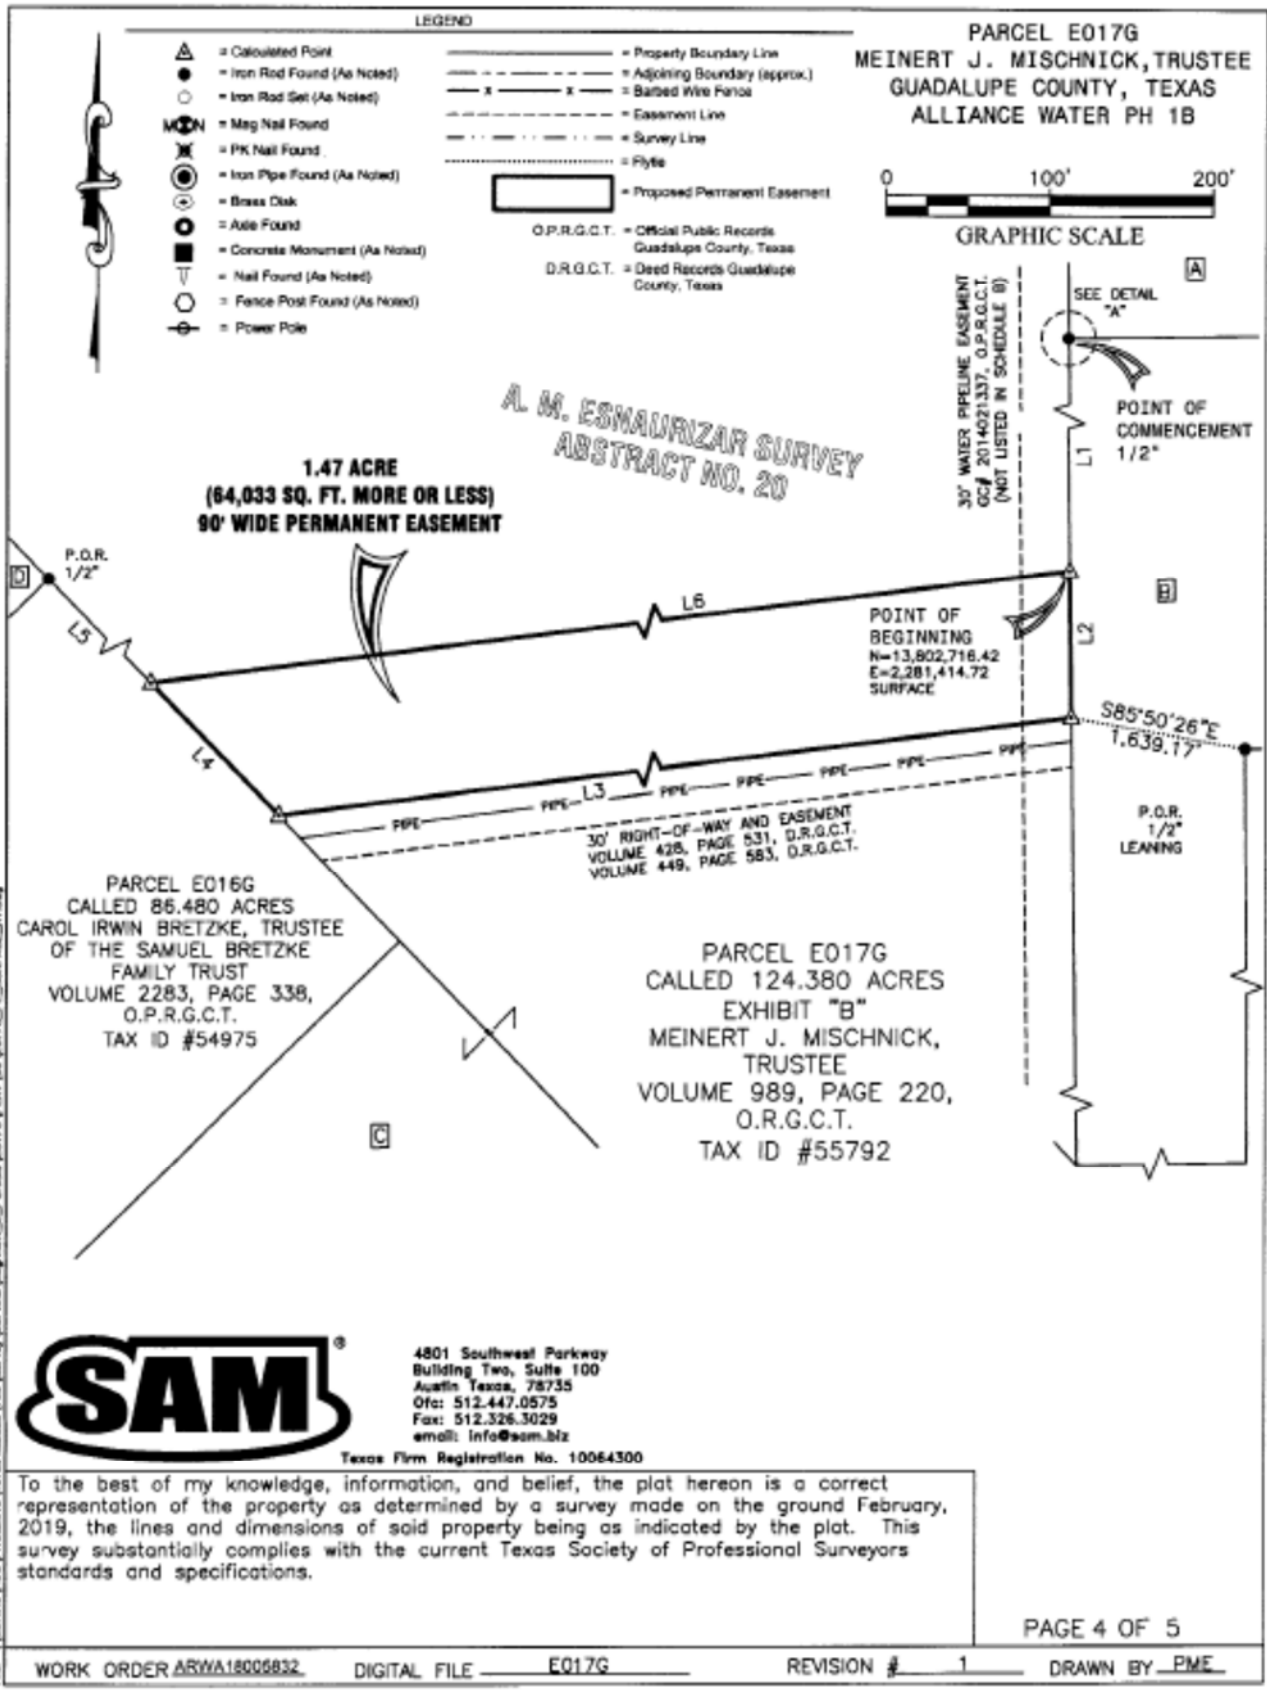 LEGEND
= Calculated Point
= Iron Rod Found (As Noted)
= Iron Rod Set (As Noted)
= Mag Nail Found
= PK Nail Found
= Iron Pipe Found (As Noted)
= Brass Disk
= Axle Found
= Concrete Monument (As Noted)
= Nail Found (As Noted)
= Fence Post Found (As Noted)
= Power Pole
= Property Boundary Line
= Adjoining Boundary (approx.)
= Barbed Wire Fence
= Easement Line
= Survey Line
= Flytie
= Proposed Permanent Easement
O.P.R.G.C.T. = Official Public Records
Guadalupe County, Texas
D.R.G.C.T. = Deed Records Guadalupe
County, Texas
PARCEL E017G
MEINERT J. MISCHNICK, TRUSTEE
GUADALUPE COUNTY, TEXAS
ALLIANCE WATER PH 1B
0 100' 200'
GRAPHIC SCALE
A
SEE DETAIL
"A"
30' WATER PIPELINE EASEMENT
GC# 2014021337, O.P.R.G.C.T.
(NOT LISTED IN SCHEDULE B)
POINT OF
COMMENCEMENT
1/2"
L1
A. M. ESNAURIZAR SURVEY
ABSTRACT NO. 20
1.47 ACRE
(64,033 SQ. FT. MORE OR LESS)
90' WIDE PERMANENT EASEMENT
P.O.R.
1/2"
D
L5
L6
B
POINT OF
BEGINNING
N=13,802,716.42
E=2,281,414.72
SURFACE
L2
S85°50'26"E
1,639.17'
L4
L3
PIPE PIPE PIPE PIPE PIPE PIPE PIPE
30' RIGHT-OF-WAY AND EASEMENT
VOLUME 428, PAGE 531, D.R.G.C.T.
VOLUME 449, PAGE 583, D.R.G.C.T.
P.O.R.
1/2"
LEANING
PARCEL E016G
CALLED 86.480 ACRES
CAROL IRWIN BRETZKE, TRUSTEE
OF THE SAMUEL BRETZKE
FAMILY TRUST
VOLUME 2283, PAGE 338,
O.P.R.G.C.T.
TAX ID #54975
PARCEL E017G
CALLED 124.380 ACRES
EXHIBIT "B"
MEINERT J. MISCHNICK,
TRUSTEE
VOLUME 989, PAGE 220,
O.R.G.C.T.
TAX ID #55792
C
SAM®
4801 Southwest Parkway
Building Two, Suite 100
Austin Texas, 78735
Ofc: 512.447.0575
Fax: 512.326.3029
email: info@sam.biz
Texas Firm Registration No. 10064300
To the best of my knowledge, information, and belief, the plat hereon is a correct
representation of the property as determined by a survey made on the ground February,
2019, the lines and dimensions of said property being as indicated by the plat. This
survey substantially complies with the current Texas Society of Professional Surveyors
standards and specifications.
PAGE 4 OF 5
WORK ORDER ARWA18005832 DIGITAL FILE E017G REVISION # 1 DRAWN BY PME